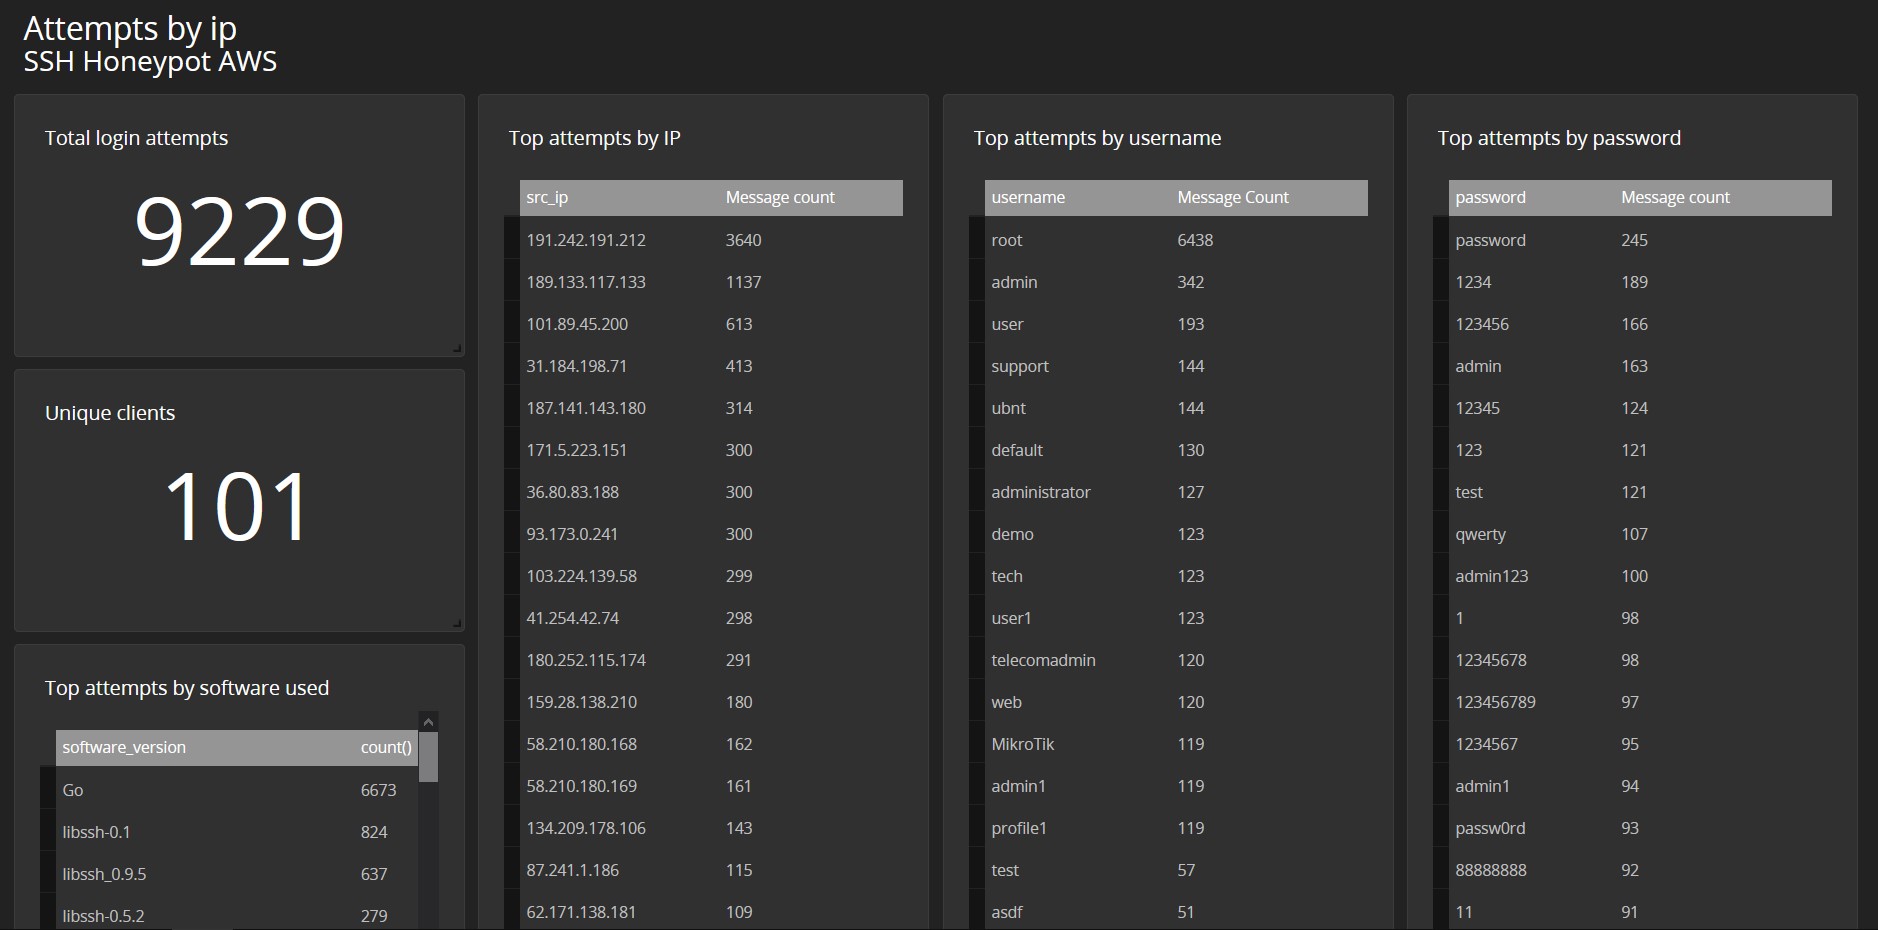 Attempts by ip
SSH Honeypot AWS
Total login attempts
9229
Unique clients
101
Top attempts by software used
software_version count()
Go 6673
libssh-0.1 824
libssh_0.9.5 637
libssh-0.5.2 279
Top attempts by IP
src_ip Message count
191.242.191.212 3640
189.133.117.133 1137
101.89.45.200 613
31.184.198.71 413
187.141.143.180 314
171.5.223.151 300
36.80.83.188 300
93.173.0.241 300
103.224.139.58 299
41.254.42.74 298
180.252.115.174 291
159.28.138.210 180
58.210.180.168 162
58.210.180.169 161
134.209.178.106 143
87.241.1.186 115
62.171.138.181 109
Top attempts by username
username Message Count
root 6438
admin 342
user 193
support 144
ubnt 144
default 130
administrator 127
demo 123
tech 123
user1 123
telecomadmin 120
web 120
MikroTik 119
admin1 119
profile1 119
test 57
asdf 51
Top attempts by password
password Message count
password 245
1234 189
123456 166
admin 163
12345 124
123 121
test 121
qwerty 107
admin123 100
1 98
12345678 98
123456789 97
1234567 95
admin1 94
passw0rd 93
88888888 92
11 91